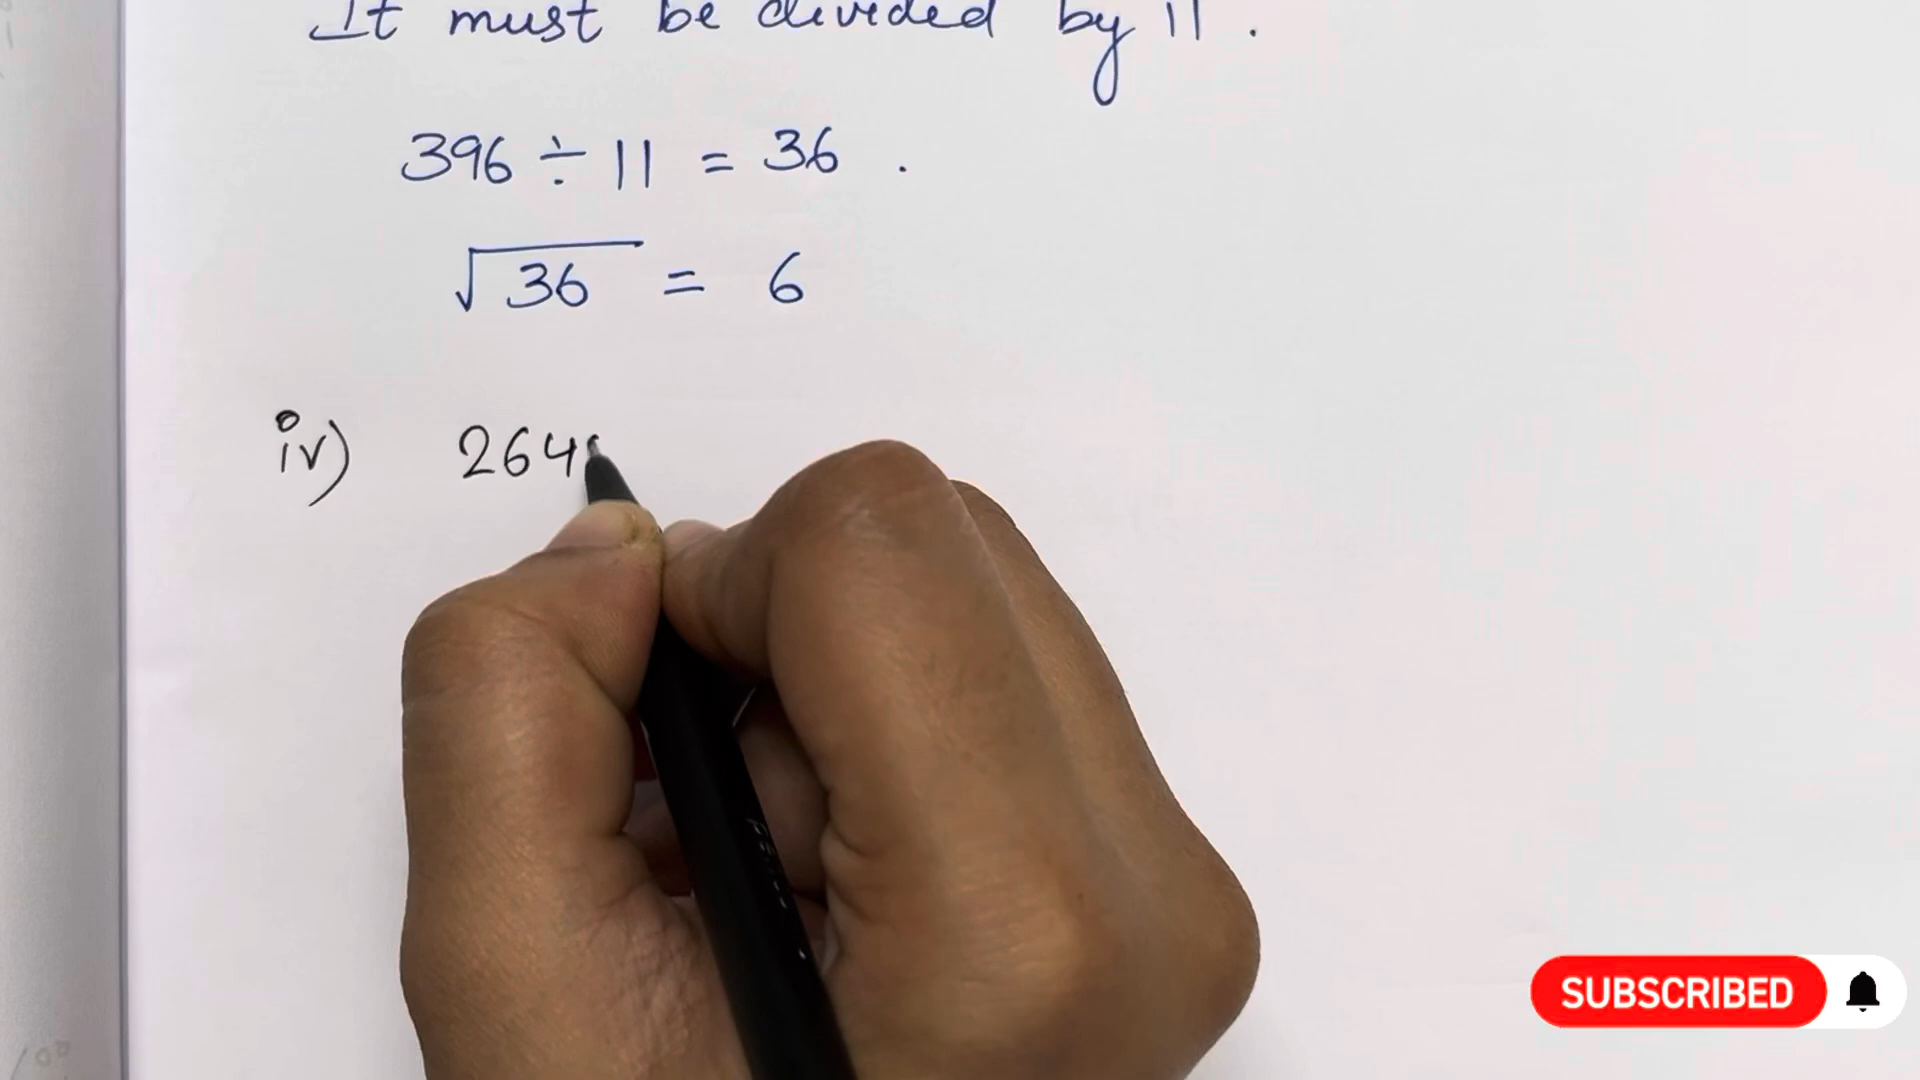 It must be divided by 11 .
396 ÷ 11 = 36 .
√36 = 6
iv) 264
SUBSCRIBED